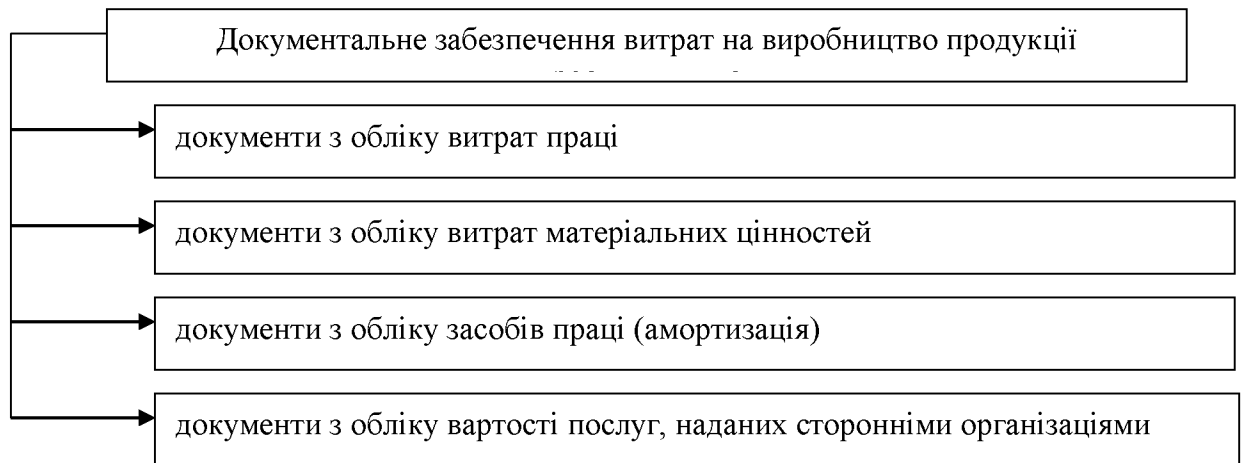 Документальне забезпечення витрат на виробництво продукції
документи з обліку витрат праці
документи з обліку витрат матеріальних цінностей
документи з обліку засобів праці (амортизація)
документи з обліку вартості послуг, наданих сторонніми організаціями